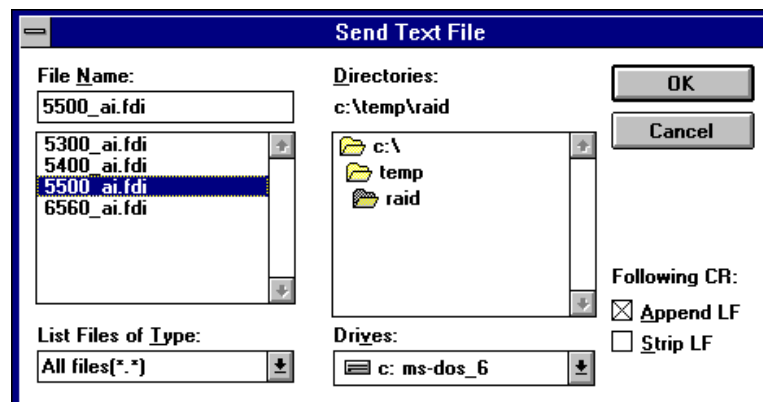 Send Text File
File Name:
5500_ai.fdi
5300_ai.fdi
5400_ai.fdi
5500_ai.fdi
6560_ai.fdi
List Files of Type:
All files(*.*)
Directories:
c:\temp\raid
c:\
temp
raid
Drives:
c: ms-dos_6
OK
Cancel
Following CR:
Append LF
Strip LF